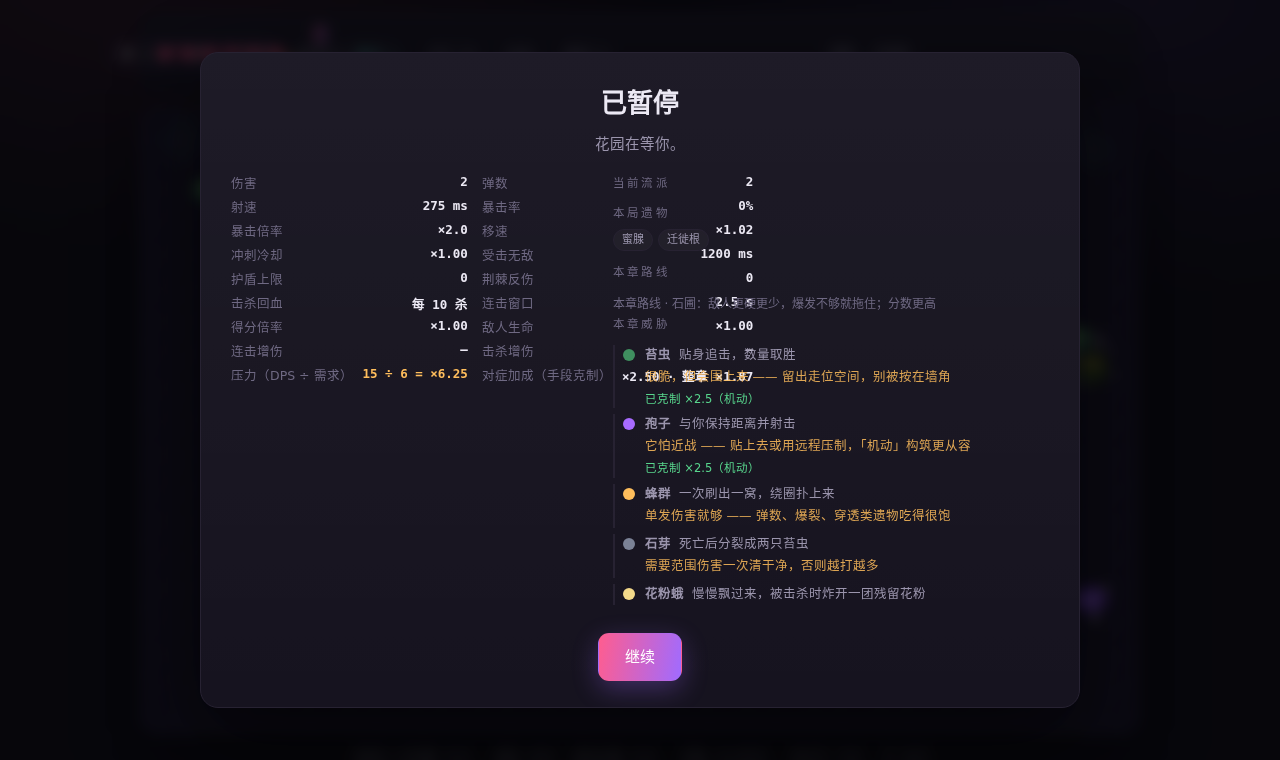 已暂停
花园在等你。
伤害 2 弹数 2
射速 275 ms 暴击率 0%
暴击倍率 ×2.0 移速 ×1.02
冲刺冷却 ×1.00 受击无敌 1200 ms
护盾上限 0 荆棘反伤 0
击杀回血 每 10 杀 连击窗口 2.5
得分倍率 ×1.00 敌人生命 ×1.00
连击增伤 — 击杀增伤
压力（DPS ÷ 需求） 15 ÷ 6 = ×6.25 对症加成（手段克制） ×2.50 · 整章 ×1.07
当前流派
本局遗物
蜜腺 迁徙根
本章路线
本章路线 · 石圃：敌人更硬更少，爆发不够就拖住；分数更高
本章威胁
苔虫 贴身追击，数量取胜
—— 留出走位空间，别被按在墙角
已克制 ×2.5（机动）
孢子 与你保持距离并射击
它怕近战 —— 贴上去或用远程压制，「机动」构筑更从容
已克制 ×2.5（机动）
蜂群 一次刷出一窝，绕圈扑上来
单发伤害就够 —— 弹数、爆裂、穿透类遗物吃得很饱
石芽 死亡后分裂成两只苔虫
需要范围伤害一次清干净，否则越打越多
花粉蛾 慢慢飘过来，被击杀时炸开一团残留花粉
继续